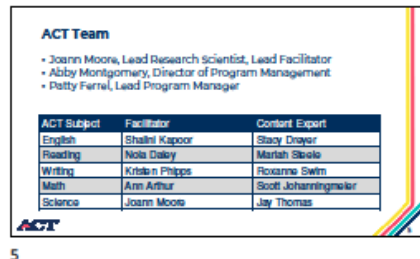 ACT Team
• Joann Moore, Lead Research Scientist, Lead Facilitator
• Abby Montgomery, Director of Program Management
• Patty Ferrel, Lead Program Manager
ACT Subject Facilitator Content Expert
English Shalini Kapoor Stacy Dreyer
Reading Nola Daley Mariah Steele
Writing Kristen Phipps Roxanne Swim
Math Ann Arthur Scott Johanningmeier
Science Joann Moore Jay Thomas
ACT
5
5